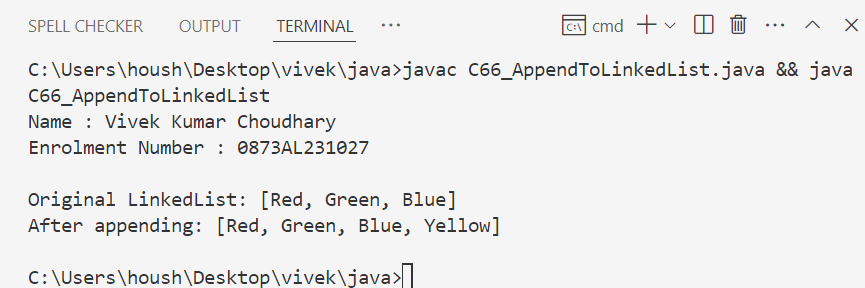 SPELL CHECKER OUTPUT TERMINAL ··· cmd ···
C:\Users\housh\Desktop\vivek\java>javac C66_AppendToLinkedList.java && java
C66_AppendToLinkedList
Name : Vivek Kumar Choudhary
Enrolment Number : 0873AL231027
Original LinkedList: [Red, Green, Blue]
After appending: [Red, Green, Blue, Yellow]
C:\Users\housh\Desktop\vivek\java>